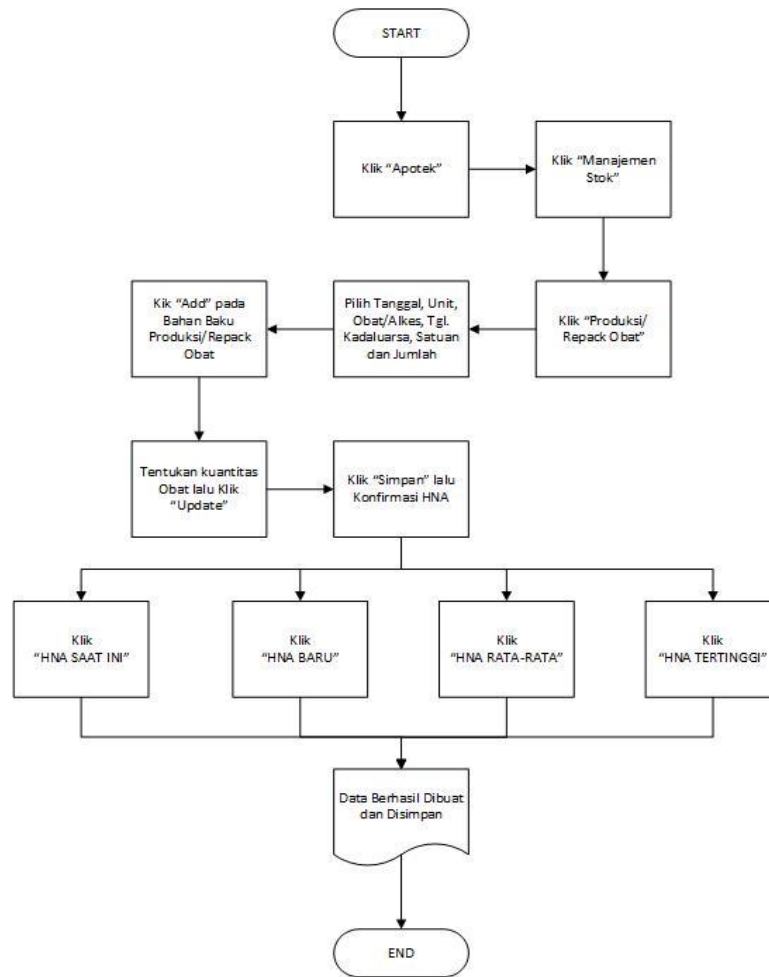 START
Klik “Apotek”
Klik “Manajemen
Stok”
Klik “Produksi/
Repack Obat”
Pilih Tanggal, Unit,
Obat/Alkes, Tgl.
Kadaluarsa, Satuan
dan Jumlah
Kik “Add” pada
Bahan Baku
Produksi/Repack
Obat
Tentukan kuantitas
Obat lalu Klik
“Update”
Klik “Simpan” lalu
Konfirmasi HNA
Klik
“HNA SAAT INI”
Klik
“HNA BARU”
Klik
“HNA RATA-RATA”
Klik
“HNA TERTINGGI”
Data Berhasil Dibuat
dan Disimpan
END